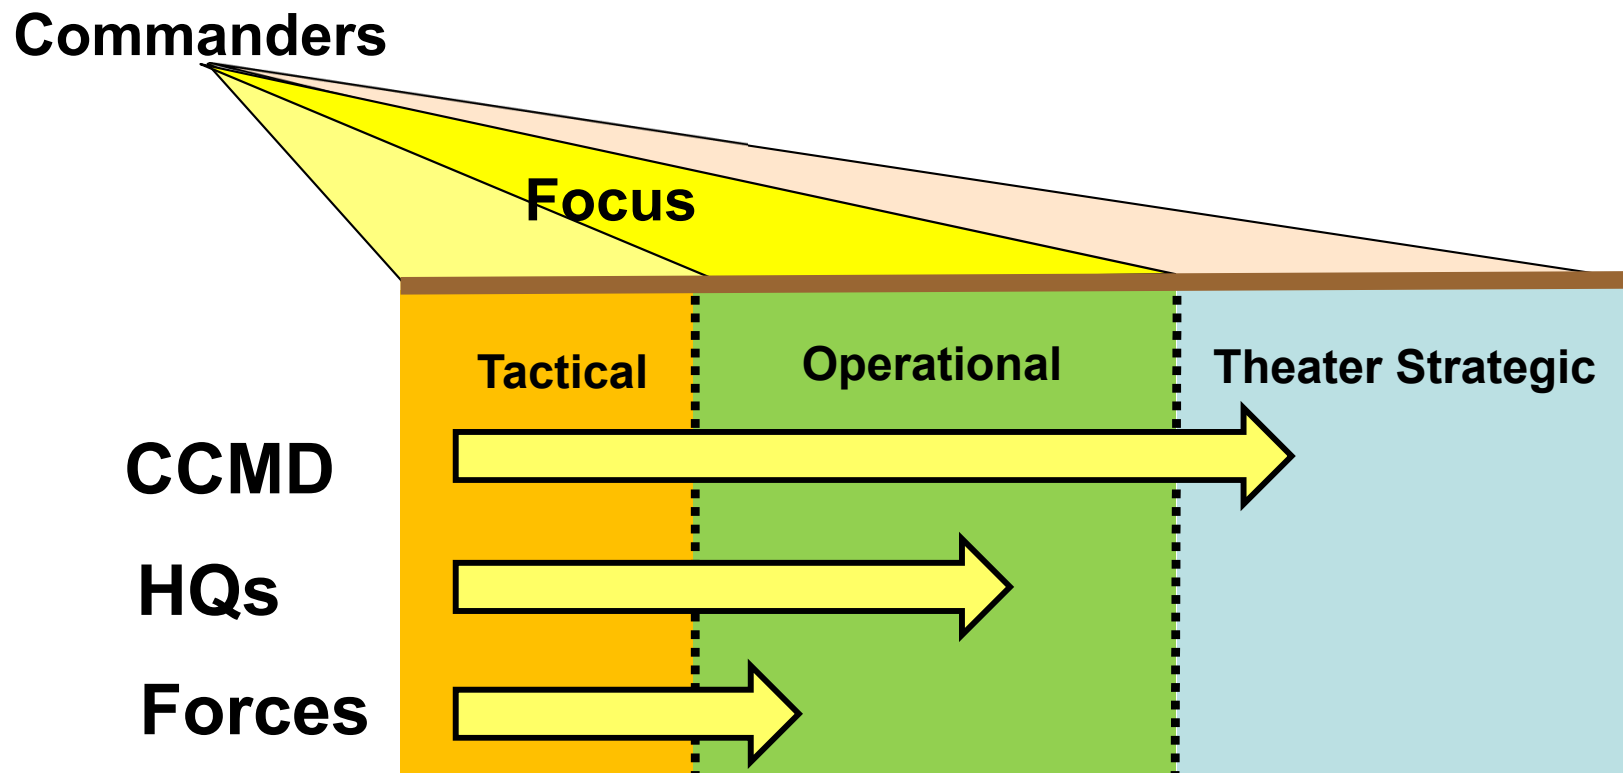 Commanders
Focus
Tactical
Operational
Theater Strategic
CCMD
HQs
Forces